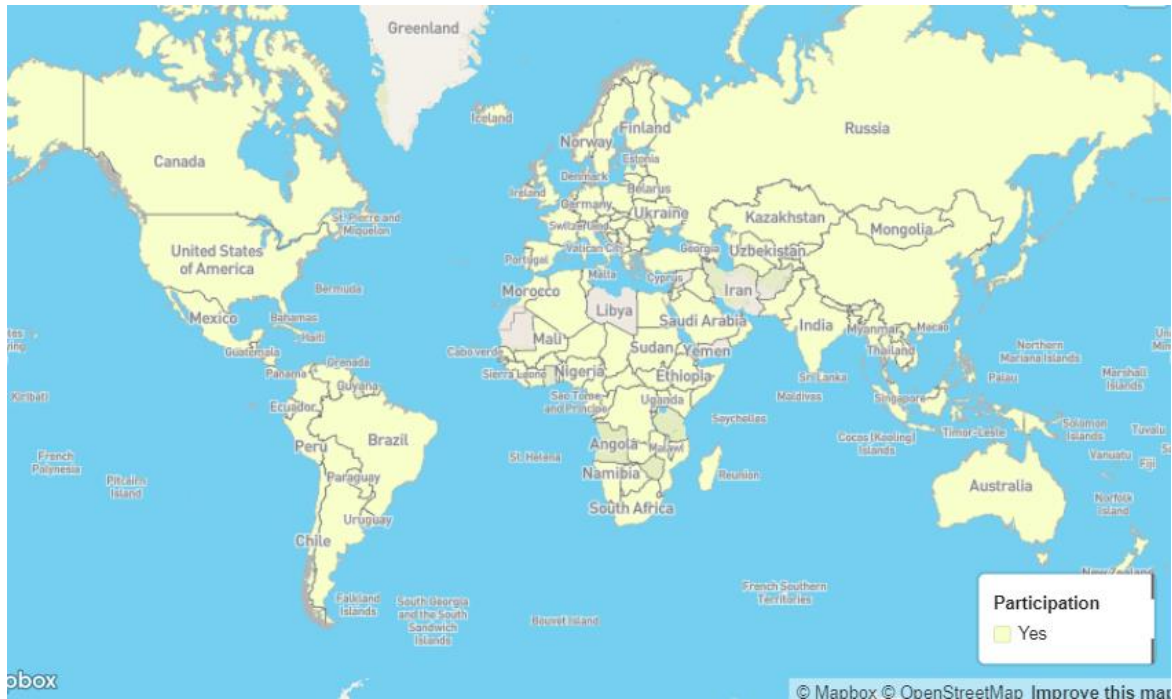 Greenland
Iceland
Finland
Norway
Russia
Canada
Estonia
Denmark
Ireland
Belarus
Germany
Ukraine
Kazakhstan
Mongolia
St. Pierre and
Miquelon
Switzerland
United States
of America
Vatican City
Georgia
Uzbekistan
Portugal
Malta
Cyprus
Bermuda
Morocco
Iran
Libya
Mexico
Bahamas
Saudi Arabia
India
Myanmar
Macao
Haiti
Mali
Sudan
Yemen
Thailand
Northern
Mariana Islands
Guatemala
Cabo verde
Grenada
Panama
Sierra Leone
Nigeria
Ethiopia
Sri Lanka
Palau
Marshall
Islands
Guyana
Kiribati
Ecuador
Sao Tome
and Principe
Uganda
Maldives
Singapore
Seychelles
Solomon
Islands
Tuvalu
Brazil
Peru
Angola
Malawi
Cocos (Keeling)
Islands
Timor-Leste
Vanuatu
Fiji
French
Polynesia
Pitcairn
Island
St. Helena
Paraguay
Namibia
Reunion
Australia
Norfolk
Island
South Africa
Uruguay
Chile
New Zealand
French Southern
Territories
Falkland
Islands
South Georgia
and the South
Sandwich
Islands
Bouvet Island
Participation
Yes
pbox
© Mapbox © OpenStreetMap Improve this map